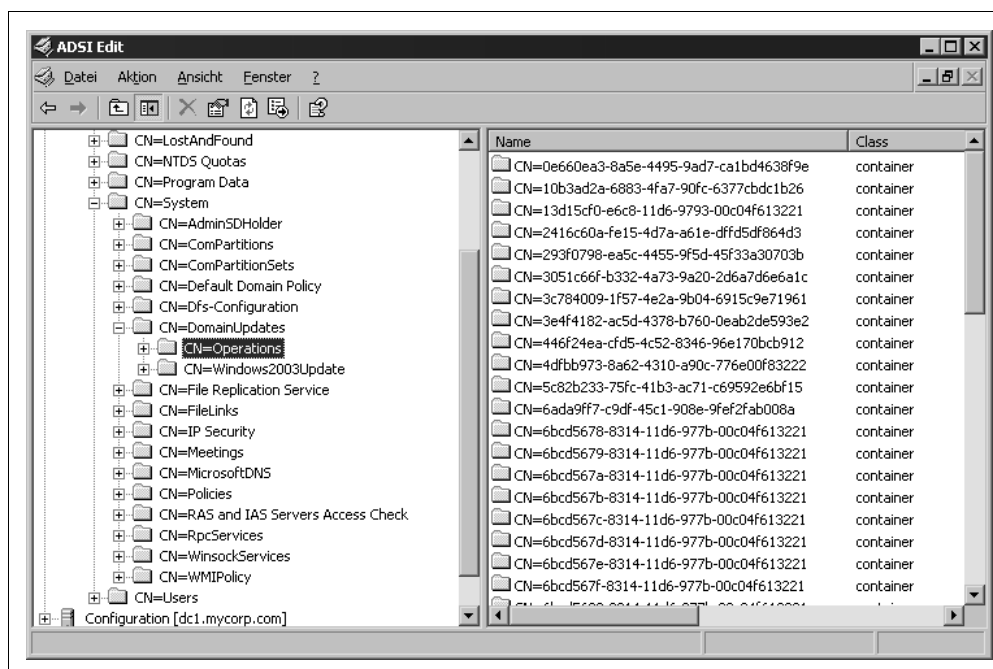 ADSI Edit
Datei Aktion Ansicht Fenster ?
CN=LostAndFound
CN=NTDS Quotas
CN=Program Data
CN=System
CN=AdminSDHolder
CN=ComPartitions
CN=ComPartitionSets
CN=Default Domain Policy
CN=Dfs-Configuration
CN=DomainUpdates
CN=Operations
CN=Windows2003Update
CN=File Replication Service
CN=FileLinks
CN=IP Security
CN=Meetings
CN=MicrosoftDNS
CN=Policies
CN=RAS and IAS Servers Access Check
CN=RpcServices
CN=WinsockServices
CN=WMIPolicy
CN=Users
Configuration [dc1.mycorp.com]
Name Class
CN=0e660ea3-8a5e-4495-9ad7-ca1bd4638f9e container
CN=10b3ad2a-6883-4fa7-90fc-6377cbdc1b26 container
CN=13d15cf0-e6c8-11d6-9793-00c04f613221 container
CN=2416c60a-fe15-4d7a-a61e-dffd5df864d3 container
CN=293f0798-ea5c-4455-9f5d-45f33a30703b container
CN=3051c66f-b332-4a73-9a20-2d6a7d6e6a1c container
CN=3c784009-1f57-4e2a-9b04-6915c9e71961 container
CN=3e4f4182-ac5d-4378-b760-0eab2de593e2 container
CN=446f24ea-cfd5-4c52-8346-96e170bcb912 container
CN=4dfbb973-8a62-4310-a90c-776e00f83222 container
CN=5c82b233-75fc-41b3-ac71-c69592e6bf15 container
CN=6ada9ff7-c9df-45c1-908e-9fef2fab008a container
CN=6bcd5678-8314-11d6-977b-00c04f613221 container
CN=6bcd5679-8314-11d6-977b-00c04f613221 container
CN=6bcd567a-8314-11d6-977b-00c04f613221 container
CN=6bcd567b-8314-11d6-977b-00c04f613221 container
CN=6bcd567c-8314-11d6-977b-00c04f613221 container
CN=6bcd567d-8314-11d6-977b-00c04f613221 container
CN=6bcd567e-8314-11d6-977b-00c04f613221 container
CN=6bcd567f-8314-11d6-977b-00c04f613221 container